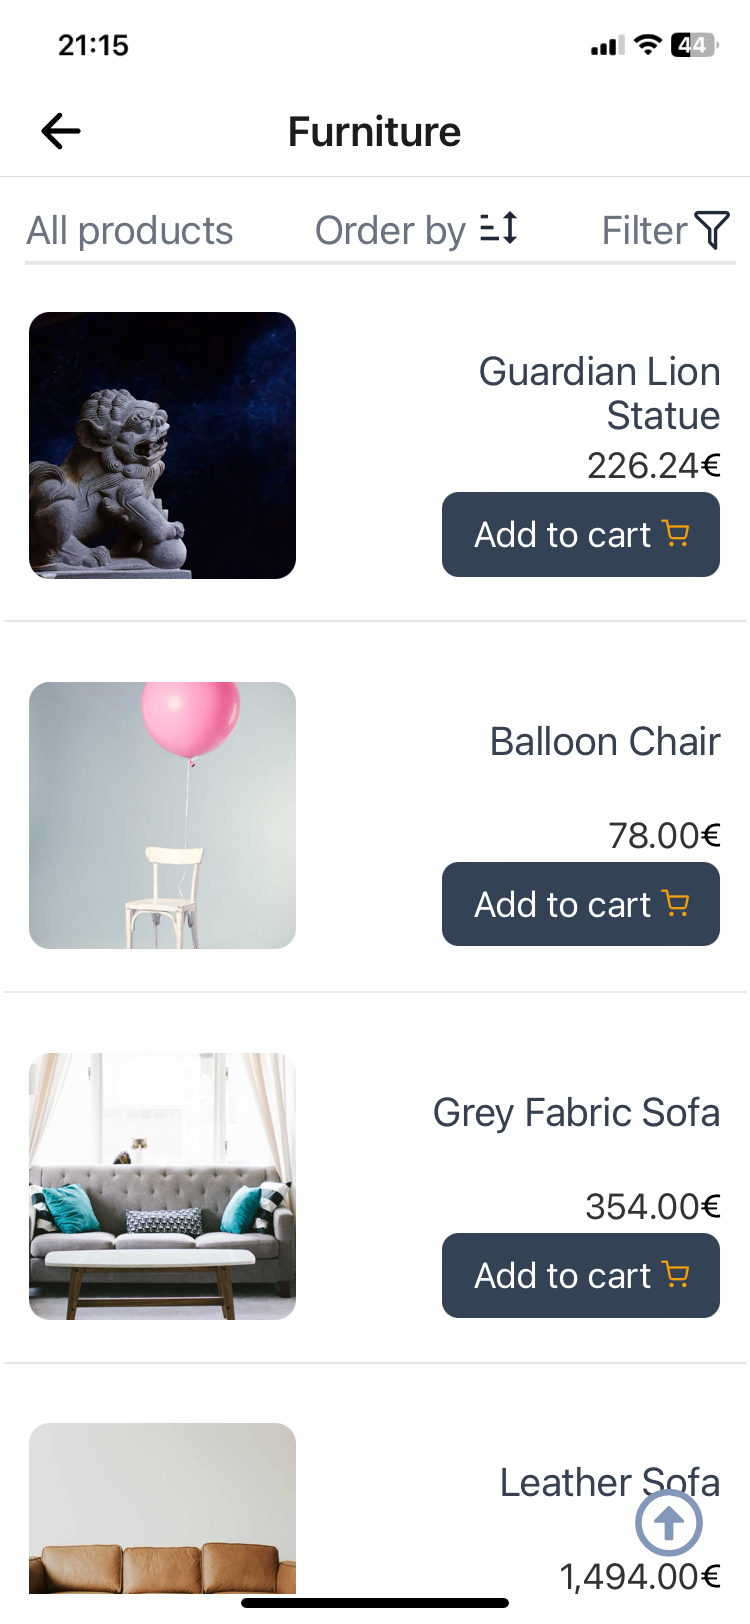 21:15
44
Furniture
All products
Order by
Filter
Guardian Lion
Statue
226.24€
Add to cart
Balloon Chair
78.00€
Add to cart
Grey Fabric Sofa
354.00€
Add to cart
Leather Sofa
1,494.00€